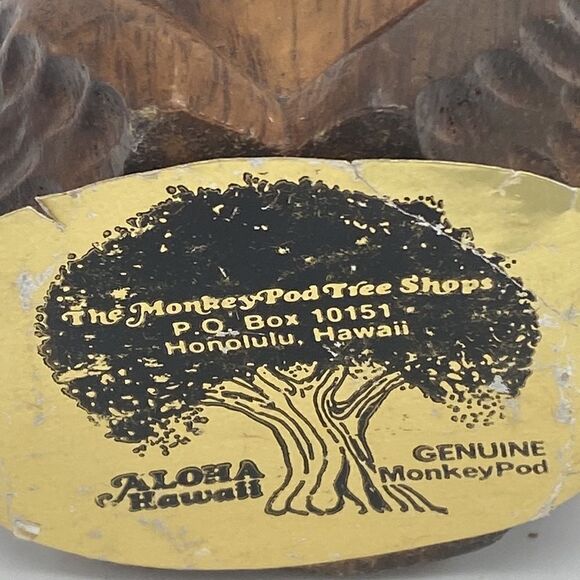 The MonkeyPod Tree Shops
P.O. Box 10151
Honolulu, Hawaii
ALOHA
Hawaii
GENUINE
MonkeyPod